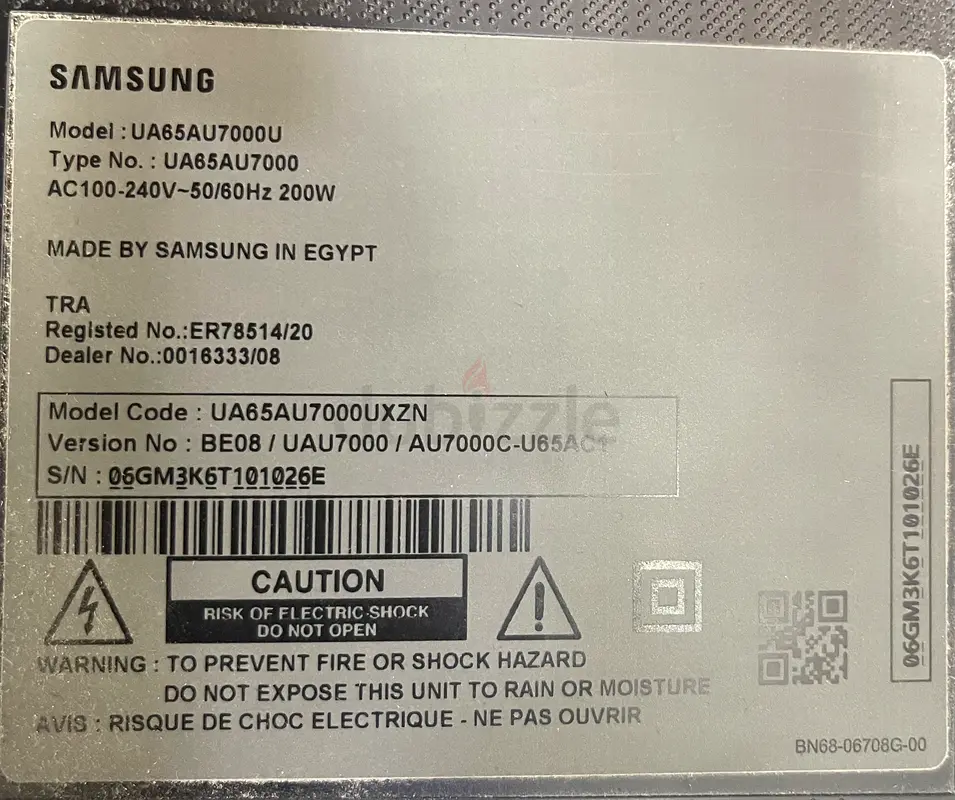 SAMSUNG
Model : UA65AU7000U
Type No. : UA65AU7000
AC100-240V~50/60Hz 200W
MADE BY SAMSUNG IN EGYPT
TRA
Registed No.:ER78514/20
Dealer No.:0016333/08
dubizzle
Model Code : UA65AU7000UXZN
Version No : BE08 / UAU7000 / AU7000C-U65AC1
S/N : 06GM3K6T101026E
CAUTION
RISK OF ELECTRIC SHOCK
DO NOT OPEN
WARNING : TO PREVENT FIRE OR SHOCK HAZARD
DO NOT EXPOSE THIS UNIT TO RAIN OR MOISTURE
AVIS : RISQUE DE CHOC ELECTRIQUE - NE PAS OUVRIR
06GM3K6T101026E
BN68-06708G-00